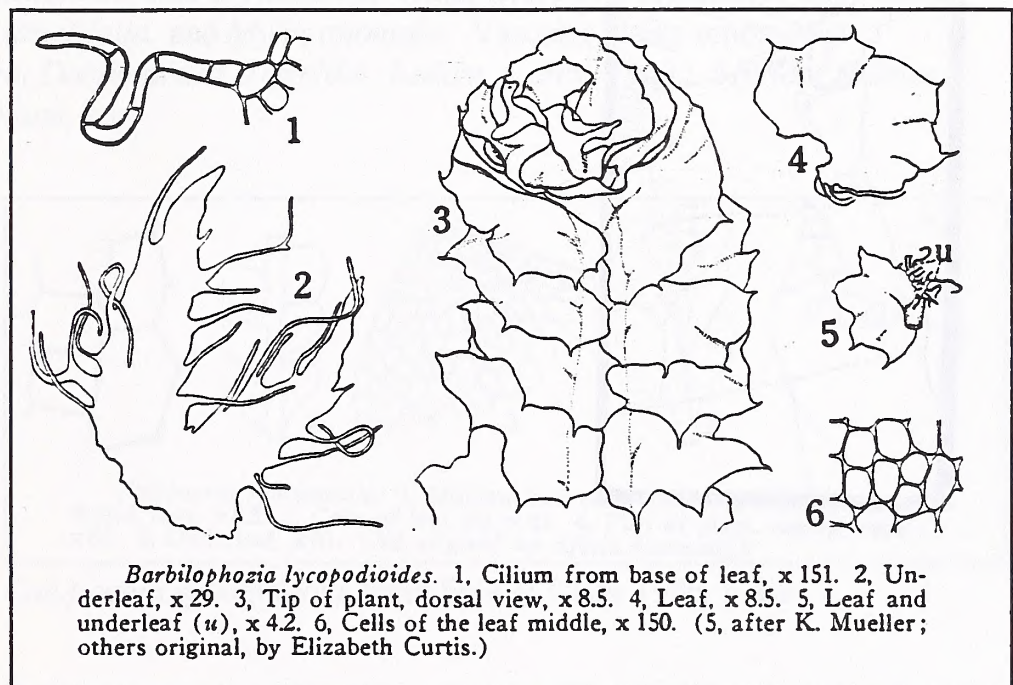 1
2
3
4
u
5
6
Barbilophozia lycopodioides. 1, Cilium from base of leaf, x 151. 2, Un-
derleaf, x 29. 3, Tip of plant, dorsal view, x 8.5. 4, Leaf, x 8.5. 5, Leaf and
underleaf (u), x 4.2. 6, Cells of the leaf middle, x 150. (5, after K. Mueller;
others original, by Elizabeth Curtis.)